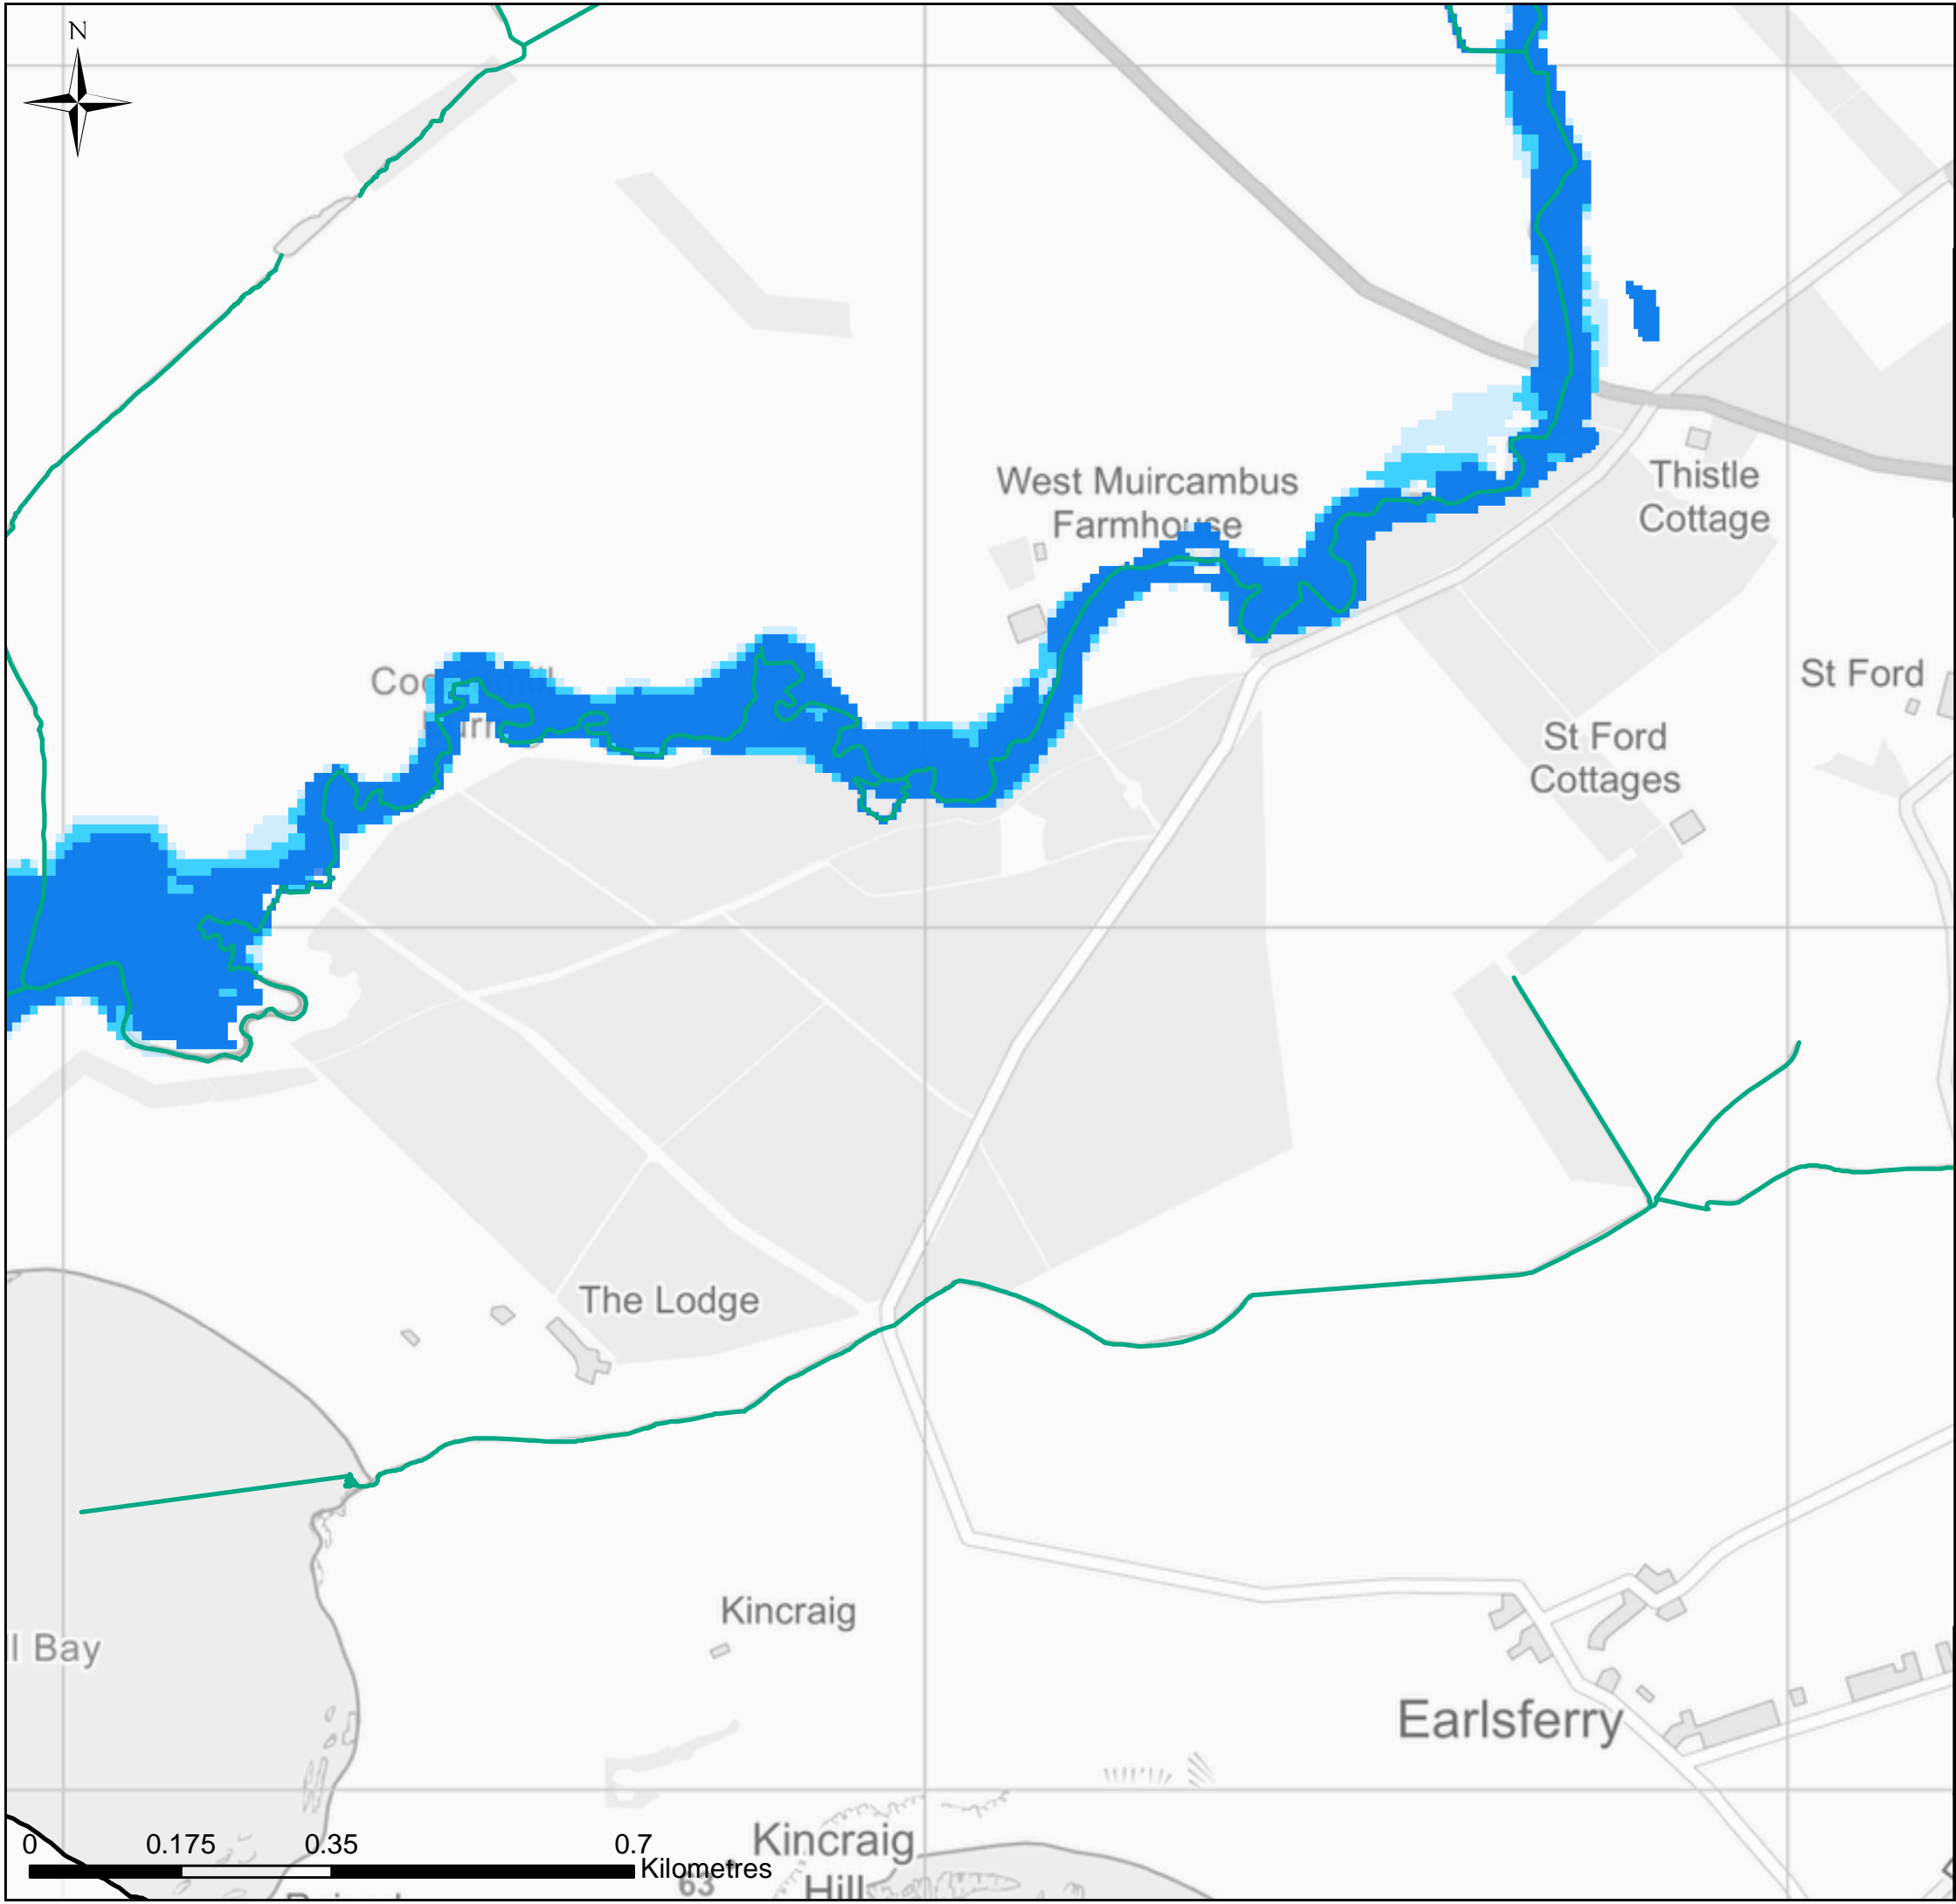 N
West Muircambus
Farmhouse
Thistle
Cottage
St Ford
St Ford
Cottages
The Lodge
Kincraig
l Bay
Earlsferry
0 0.175 0.35 0.7
Kilometres
Kincraig
Hill
63